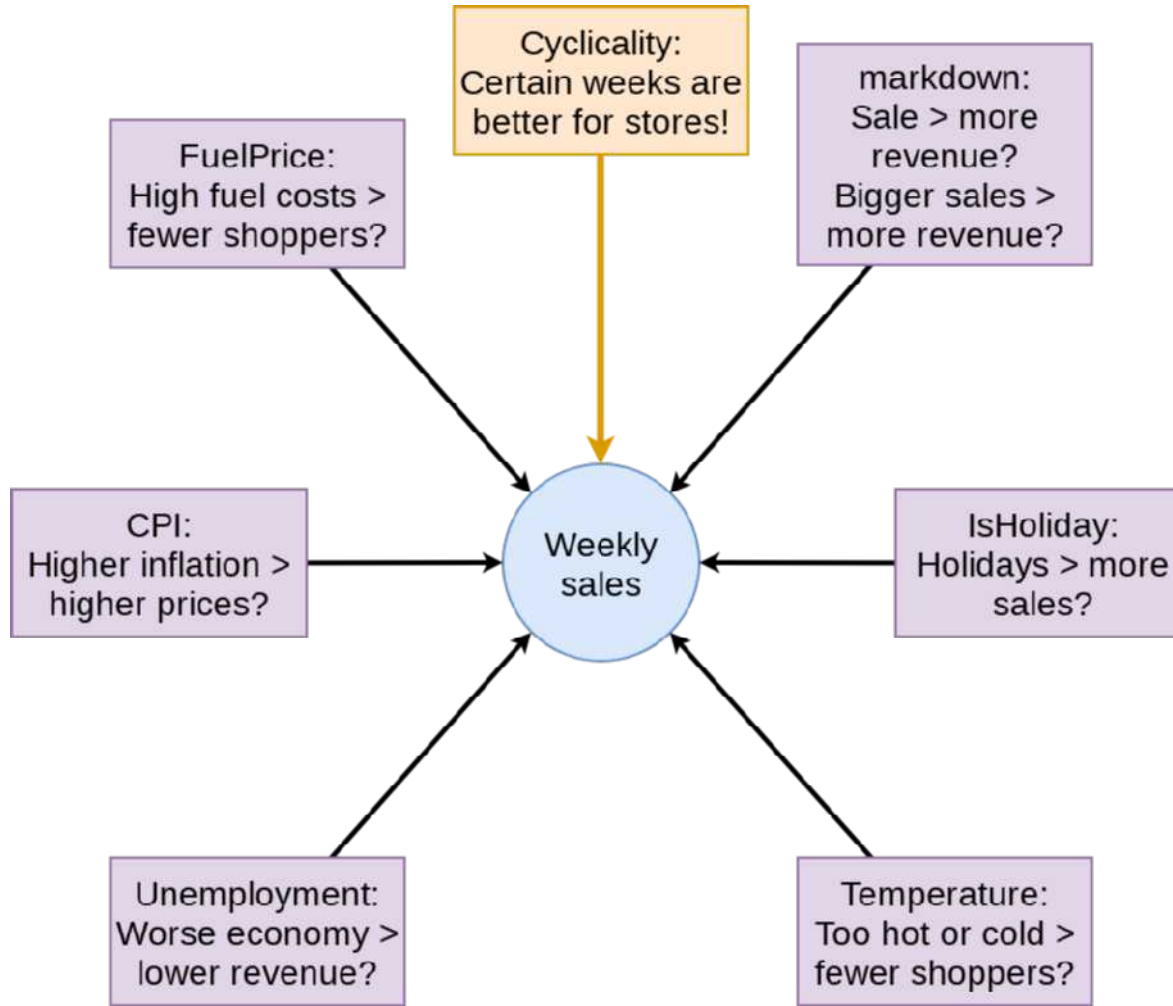 Cyclicality:
Certain weeks are
better for stores!
markdown:
Sale > more
revenue?
Bigger sales >
more revenue?
FuelPrice:
High fuel costs >
fewer shoppers?
CPI:
Higher inflation >
higher prices?
Weekly
sales
IsHoliday:
Holidays > more
sales?
Unemployment:
Worse economy >
lower revenue?
Temperature:
Too hot or cold >
fewer shoppers?